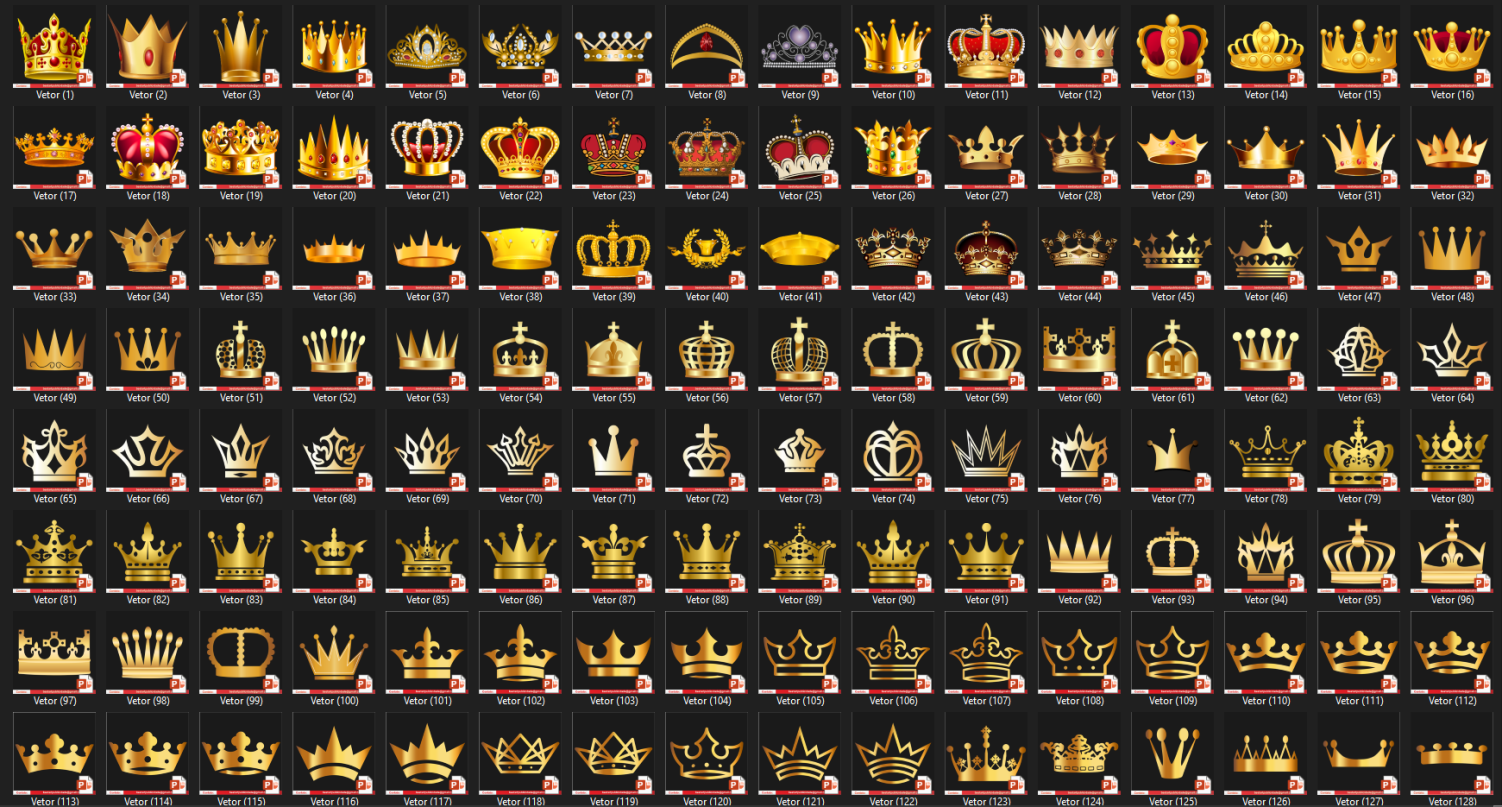 Vetor (1) Vetor (2) Vetor (3) Vetor (4) Vetor (5) Vetor (6) Vetor (7) Vetor (8) Vetor (9) Vetor (10) Vetor (11) Vetor (12) Vetor (13) Vetor (14) Vetor (15) Vetor (16)
Vetor (17) Vetor (18) Vetor (19) Vetor (20) Vetor (21) Vetor (22) Vetor (23) Vetor (24) Vetor (25) Vetor (26) Vetor (27) Vetor (28) Vetor (29) Vetor (30) Vetor (31) Vetor (32)
Vetor (33) Vetor (34) Vetor (35) Vetor (36) Vetor (37) Vetor (38) Vetor (39) Vetor (40) Vetor (41) Vetor (42) Vetor (43) Vetor (44) Vetor (45) Vetor (46) Vetor (47) Vetor (48)
Vetor (49) Vetor (50) Vetor (51) Vetor (52) Vetor (53) Vetor (54) Vetor (55) Vetor (56) Vetor (57) Vetor (58) Vetor (59) Vetor (60) Vetor (61) Vetor (62) Vetor (63) Vetor (64)
Vetor (65) Vetor (66) Vetor (67) Vetor (68) Vetor (69) Vetor (70) Vetor (71) Vetor (72) Vetor (73) Vetor (74) Vetor (75) Vetor (76) Vetor (77) Vetor (78) Vetor (79) Vetor (80)
Vetor (81) Vetor (82) Vetor (83) Vetor (84) Vetor (85) Vetor (86) Vetor (87) Vetor (88) Vetor (89) Vetor (90) Vetor (91) Vetor (92) Vetor (93) Vetor (94) Vetor (95) Vetor (96)
Vetor (97) Vetor (98) Vetor (99) Vetor (100) Vetor (101) Vetor (102) Vetor (103) Vetor (104) Vetor (105) Vetor (106) Vetor (107) Vetor (108) Vetor (109) Vetor (110) Vetor (111) Vetor (112)
Vetor (113) Vetor (114) Vetor (115) Vetor (116) Vetor (117) Vetor (118) Vetor (119) Vetor (120) Vetor (121) Vetor (122) Vetor (123) Vetor (124) Vetor (125) Vetor (126) Vetor (127) Vetor (128)